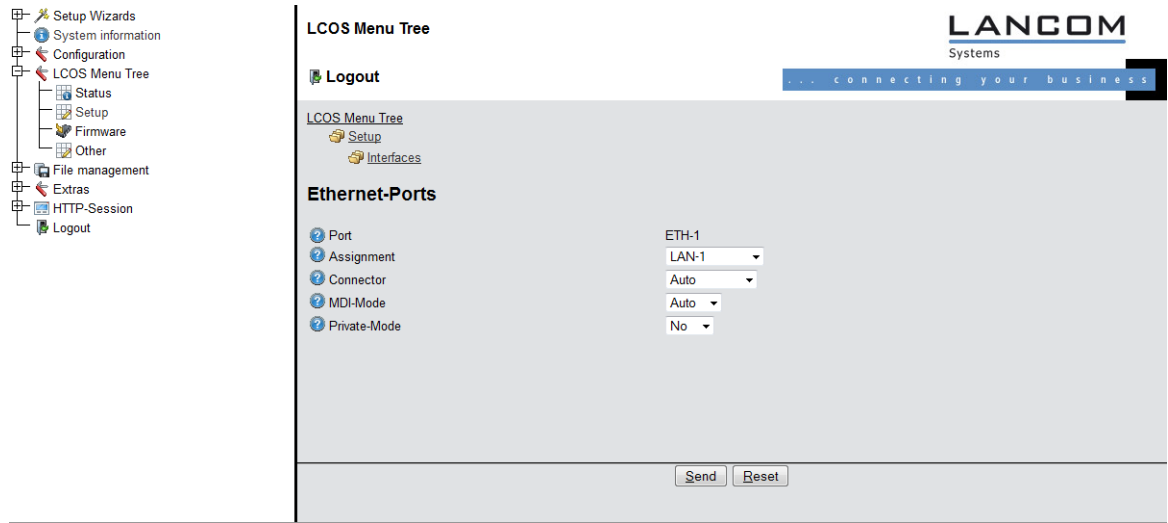 Setup Wizards
System information
Configuration
LCOS Menu Tree
Status
Setup
Firmware
Other
File management
Extras
HTTP-Session
Logout
LCOS Menu Tree
LANCOM
Systems
Logout
... connecting your business
LCOS Menu Tree
Setup
Interfaces
Ethernet-Ports
Port ETH-1
Assignment LAN-1
Connector Auto
MDI-Mode Auto
Private-Mode No
Send Reset